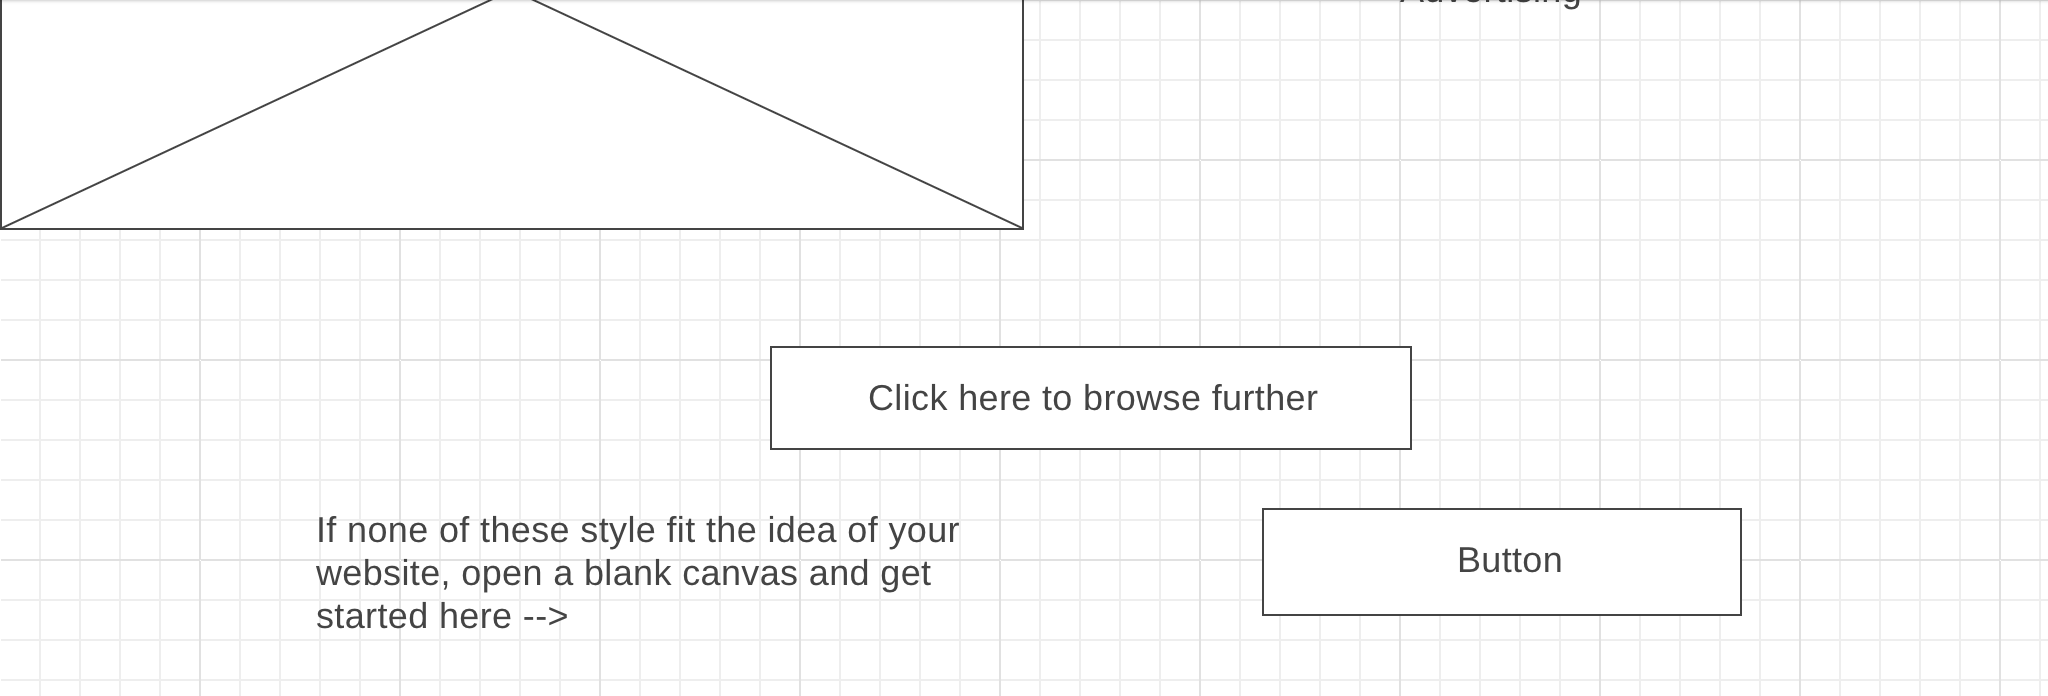 Advertising
Click here to browse further
If none of these style fit the idea of your
website, open a blank canvas and get
started here -->
Button